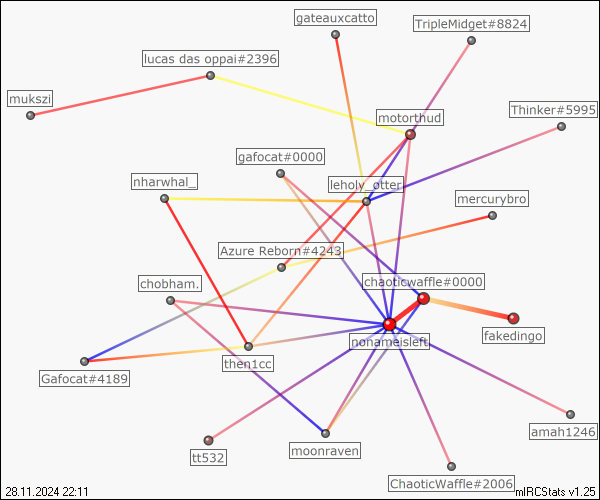 gateauxcatto
TripleMidget#8824
lucas das oppai#2396
mukszi
Thinker#5995
motorthud
gafocat#0000
nharwhal_
leholy_otter
mercurybro
Azure Reborn#4243
chobham.
chaoticwaffle#0000
fakedingo
nonameisleft
then1cc
Gafocat#4189
amah1246
moonraven
tt532
ChaoticWaffle#2006
28.11.2024 22:11
mIRCStats v1.25